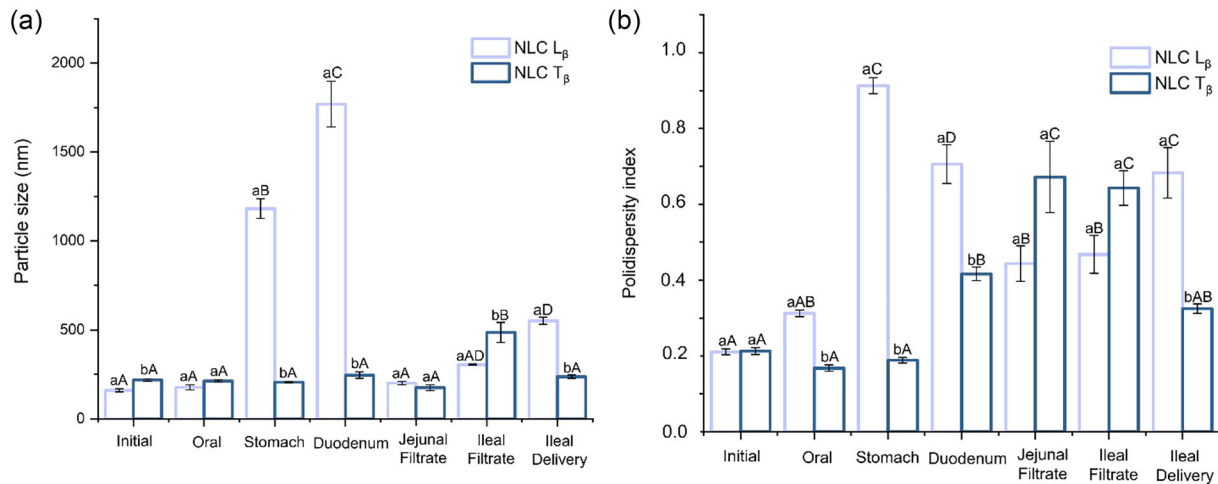 (a)
Particle size (nm)
2000
1500
1000
500
0
NLC Lβ
NLC Tβ
aA
bA
aA
aA
aB
bA
aC
bA
aA
aA
aAD
bB
aD
bA
Initial
Oral
Stomach
Duodenum
Jejunal
Filtrate
Ileal
Filtrate
Ileal
Delivery
(b)
Polidispersity index
1.0
0.8
0.6
0.4
0.2
0.0
NLC Lβ
NLC Tβ
aA
aA
aAB
bA
aC
bA
aD
bB
aB
aC
aB
aC
aC
bAB
Initial
Oral
Stomach
Duodenum
Jejunal
Filtrate
Ileal
Filtrate
Ileal
Delivery